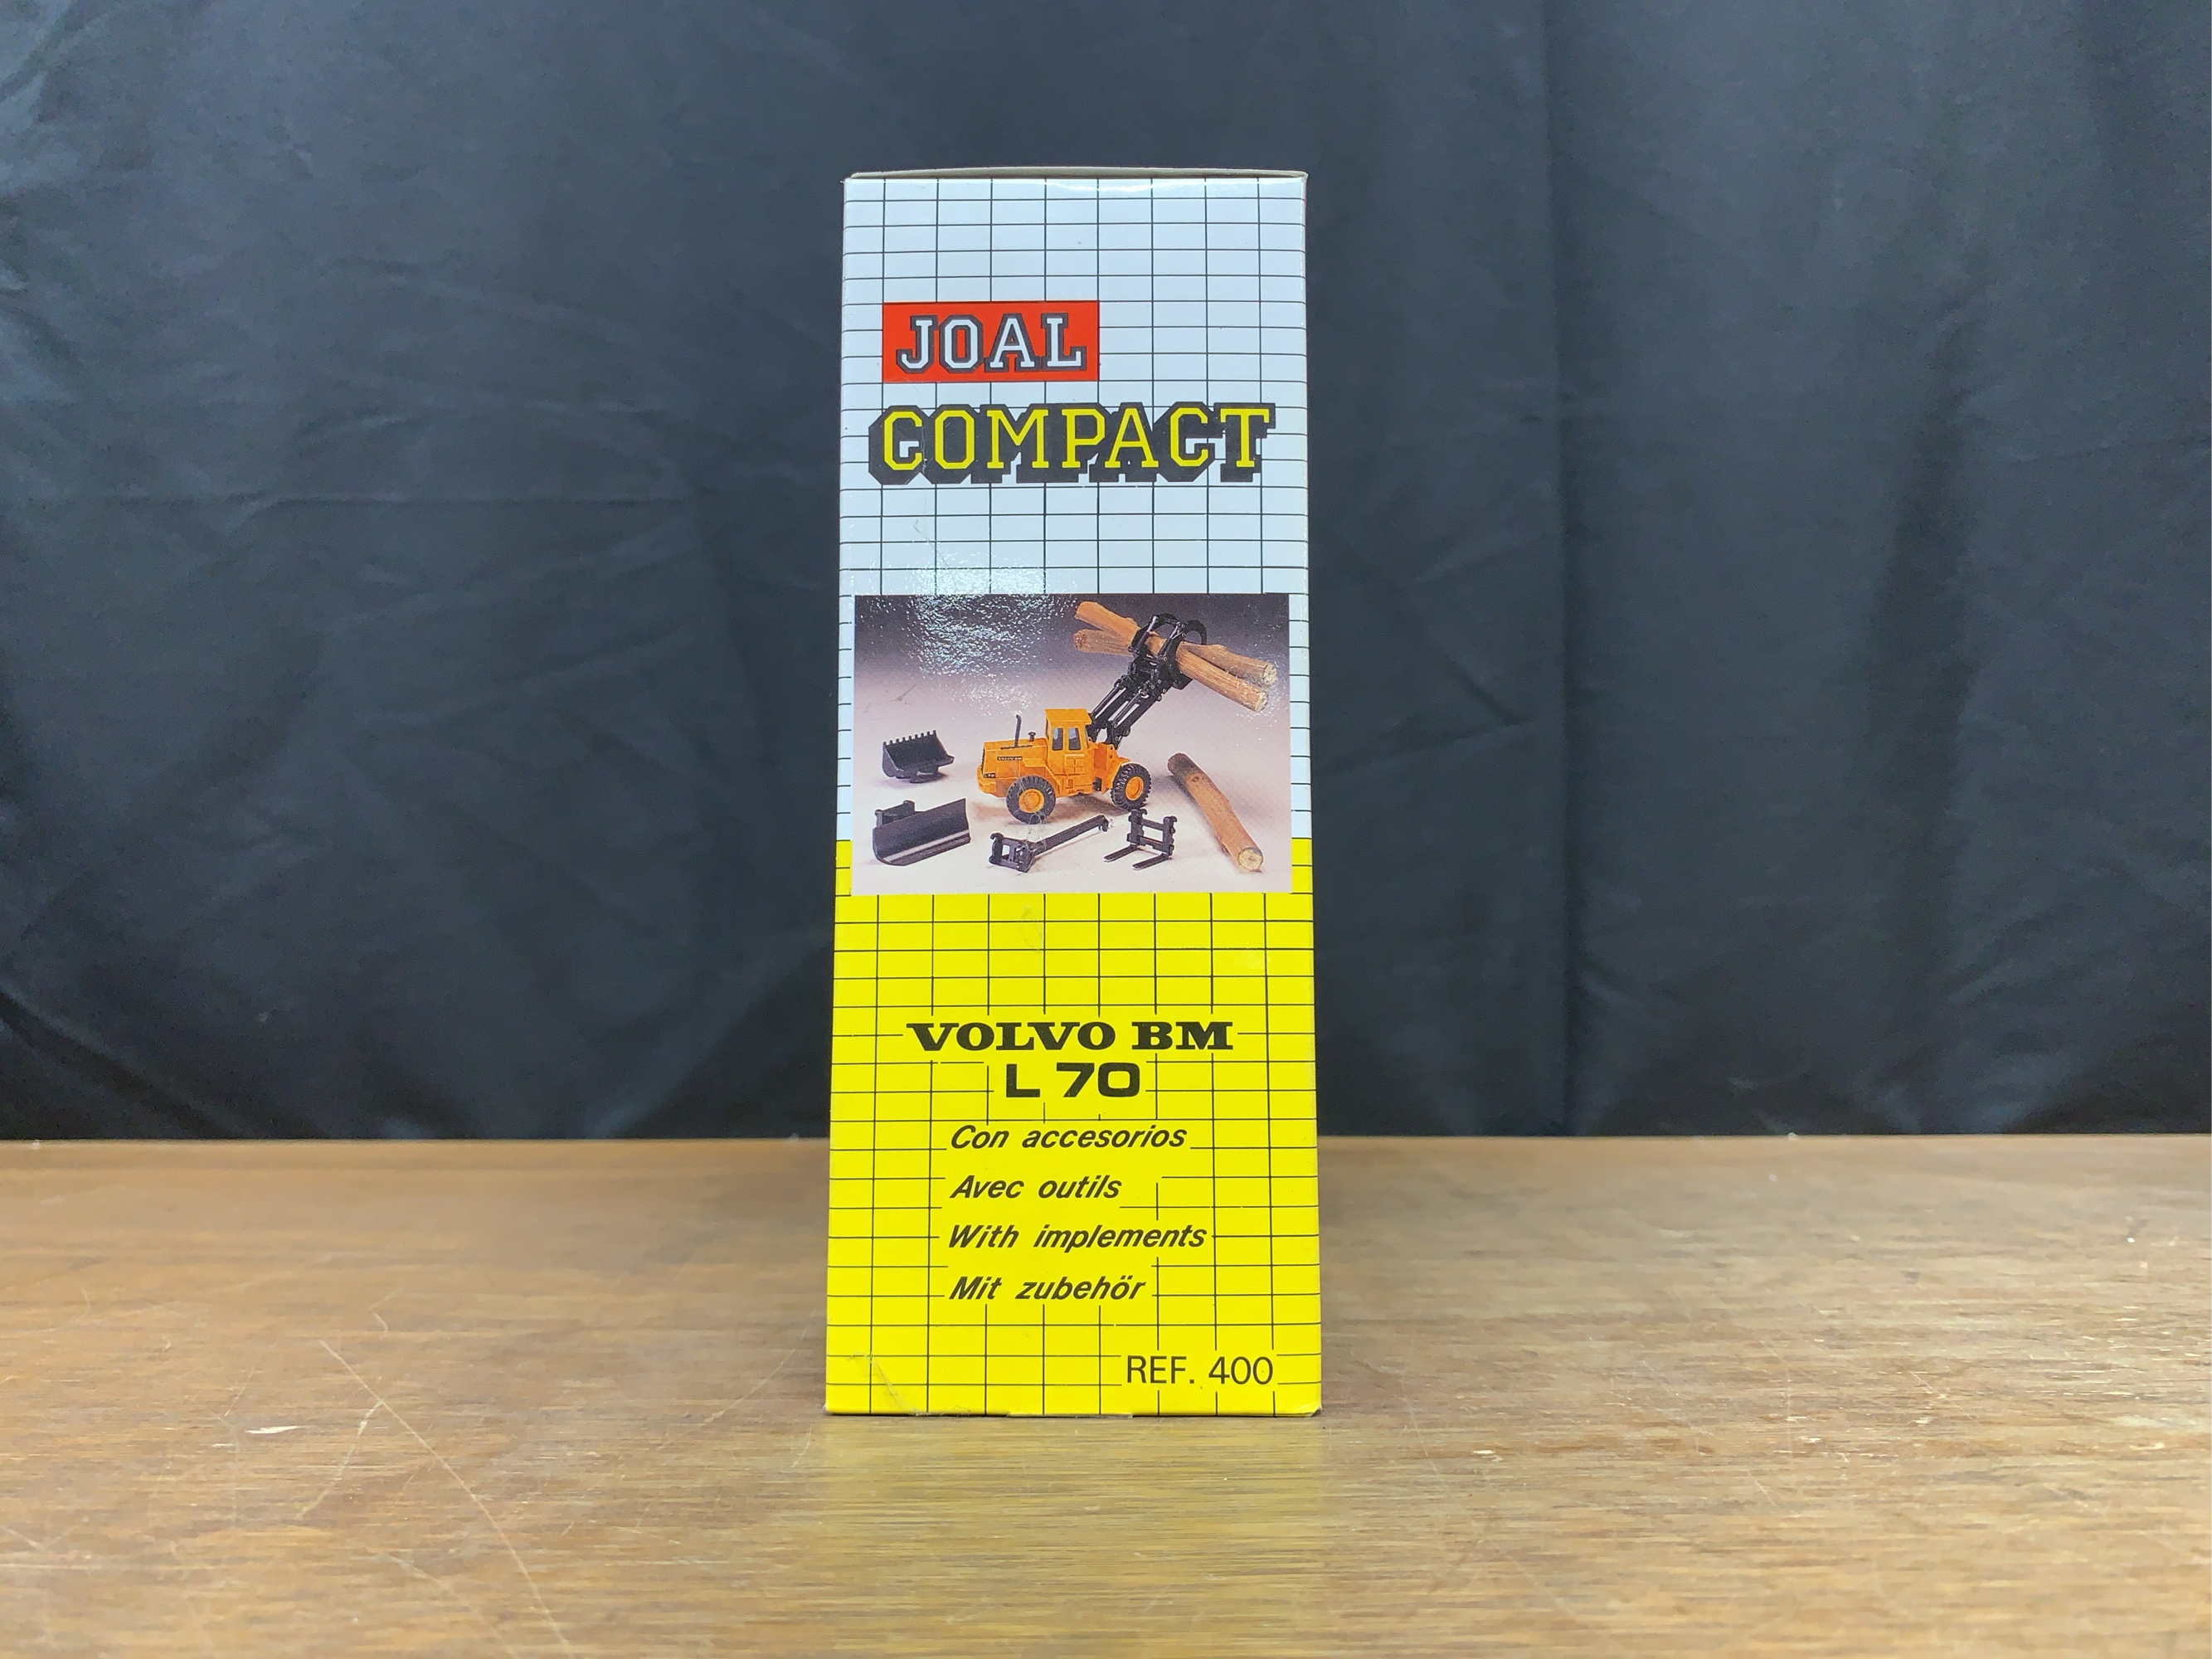 JOAL
COMPACT
VOLVO BM
L 70
Con accesorios
Avec outils
With implements
Mit zubehör
REF. 400